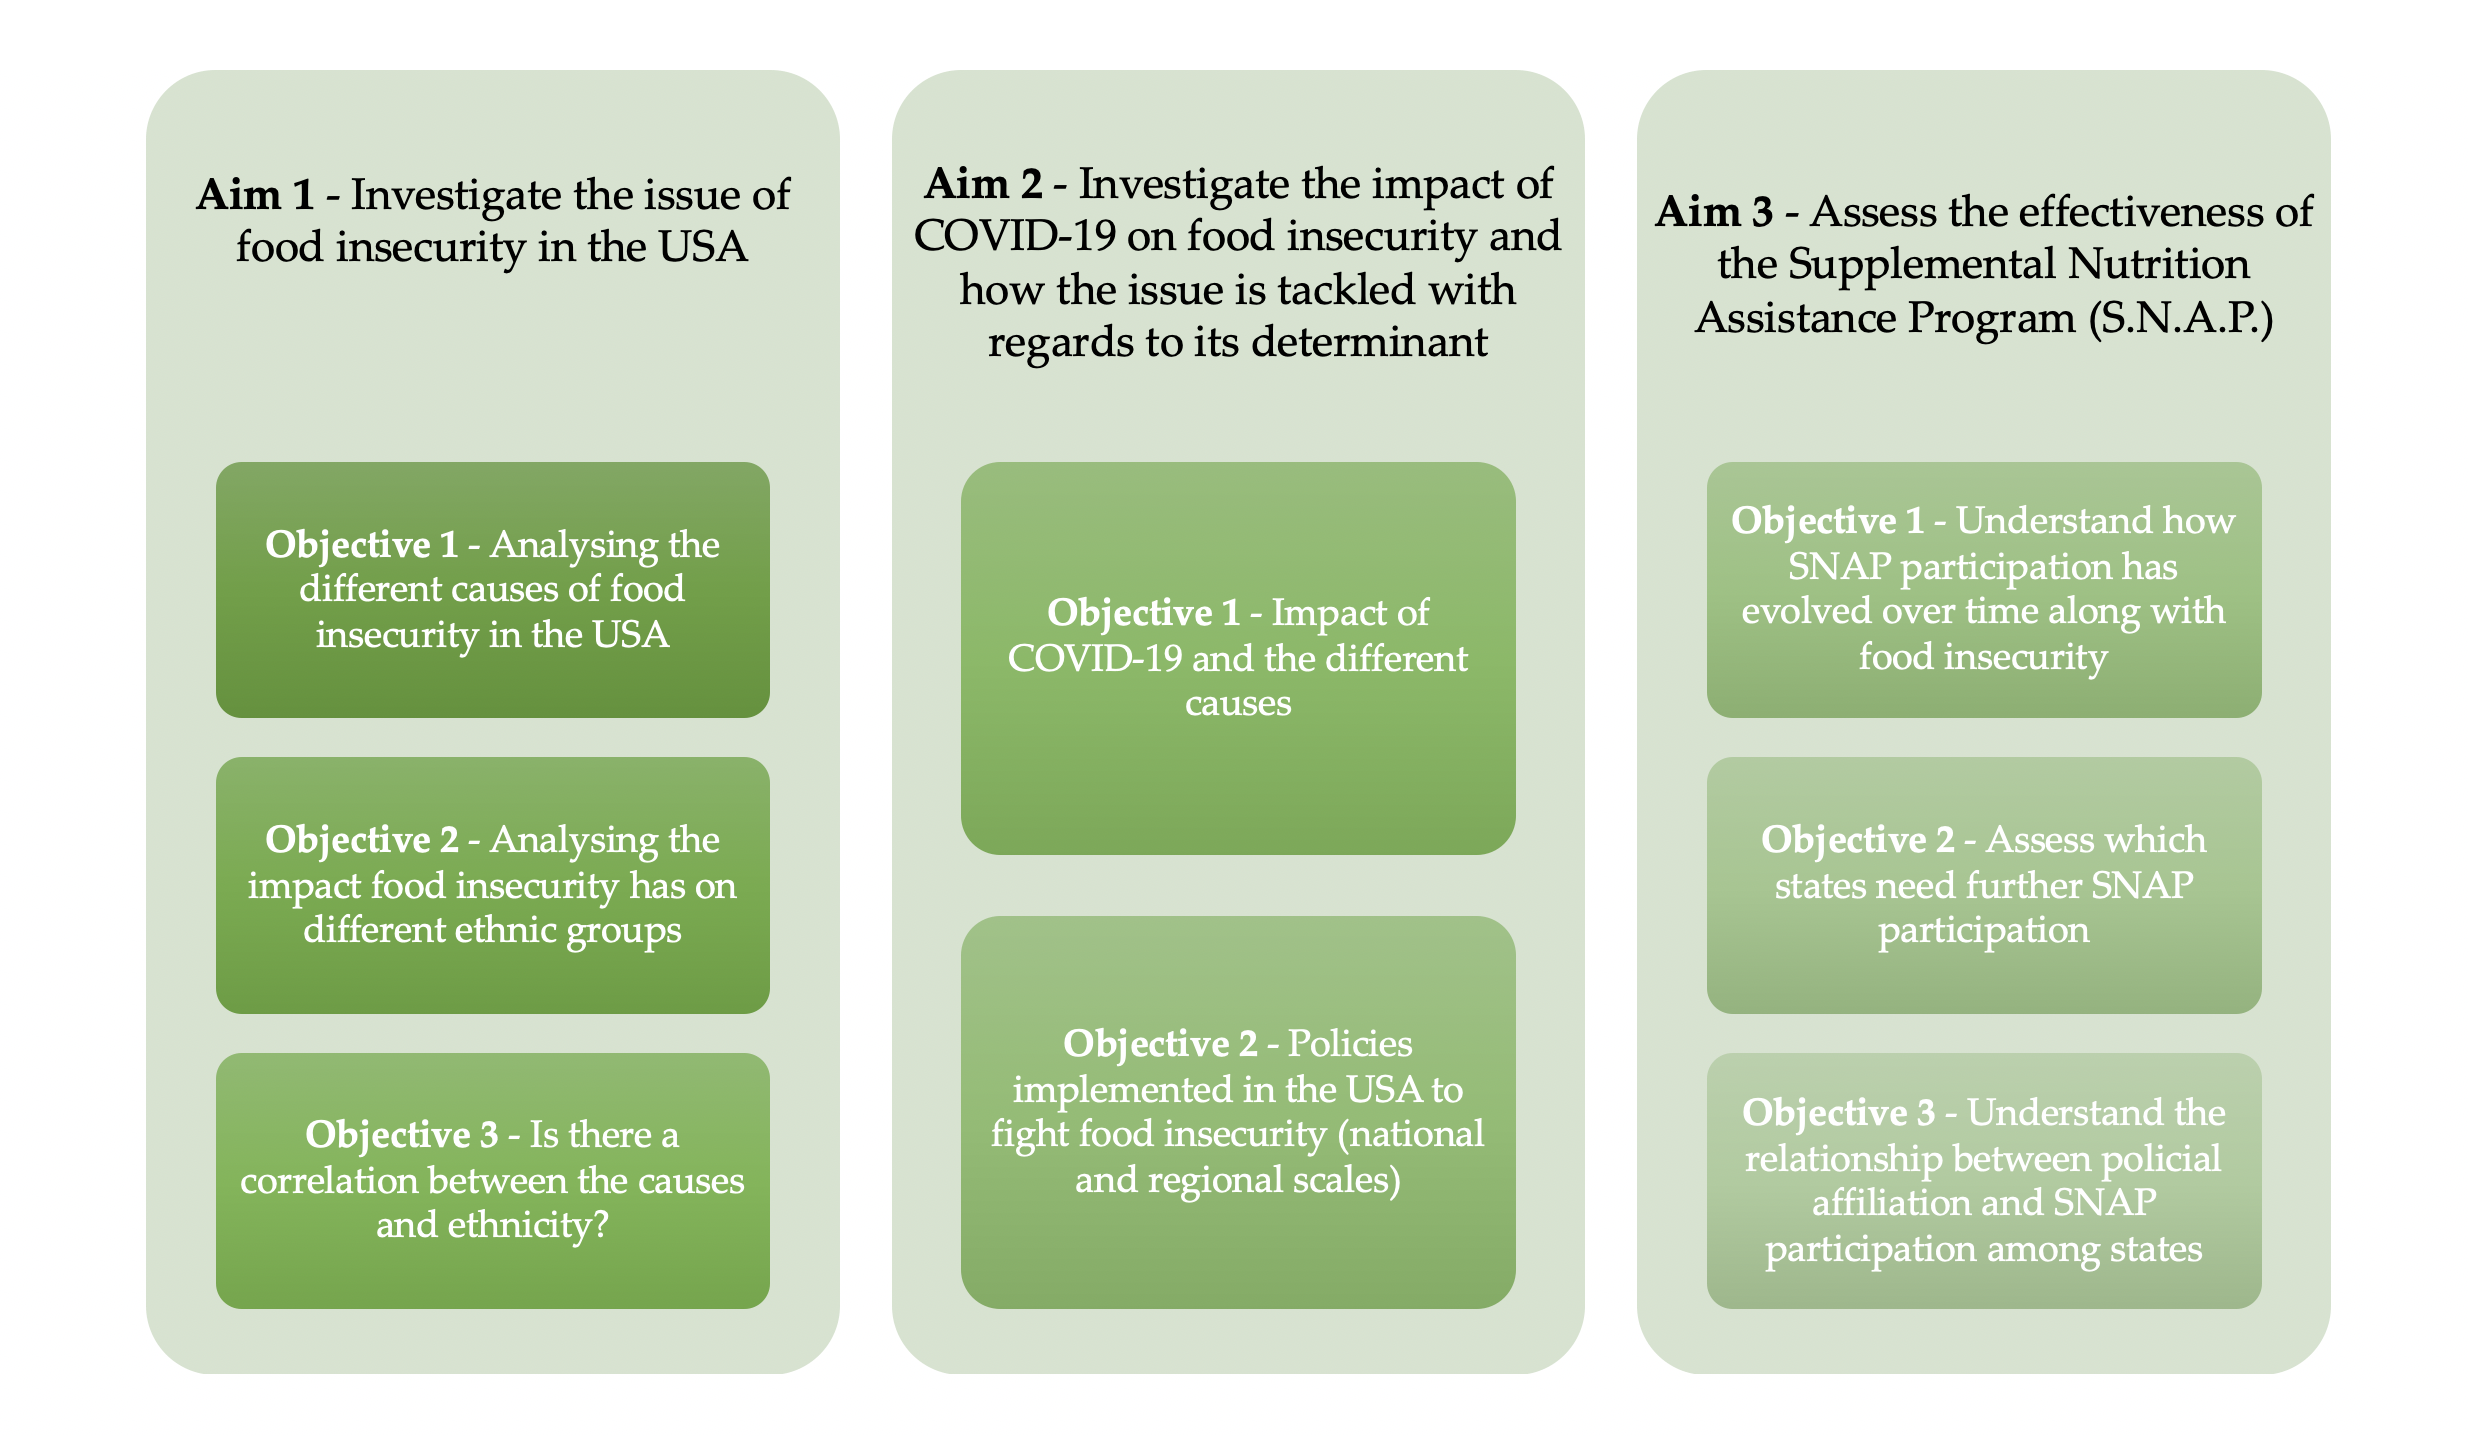 Aim 1 - Investigate the issue of
food insecurity in the USA
Objective 1 - Analysing the
different causes of food
insecurity in the USA
Objective 2 - Analysing the
impact food insecurity has on
different ethnic groups
Objective 3 - Is there a
correlation between the causes
and ethnicity?
Aim 2 - Investigate the impact of
COVID-19 on food insecurity and
how the issue is tackled with
regards to its determinant
Objective 1 - Impact of
COVID-19 and the different
causes
Objective 2 - Policies
implemented in the USA to
fight food insecurity (national
and regional scales)
Aim 3 - Assess the effectiveness of
the Supplemental Nutrition
Assistance Program (S.N.A.P.)
Objective 1 - Understand how
SNAP participation has
evolved over time along with
food insecurity
Objective 2 - Assess which
states need further SNAP
participation
Objective 3 - Understand the
relationship between policial
affiliation and SNAP
participation among states